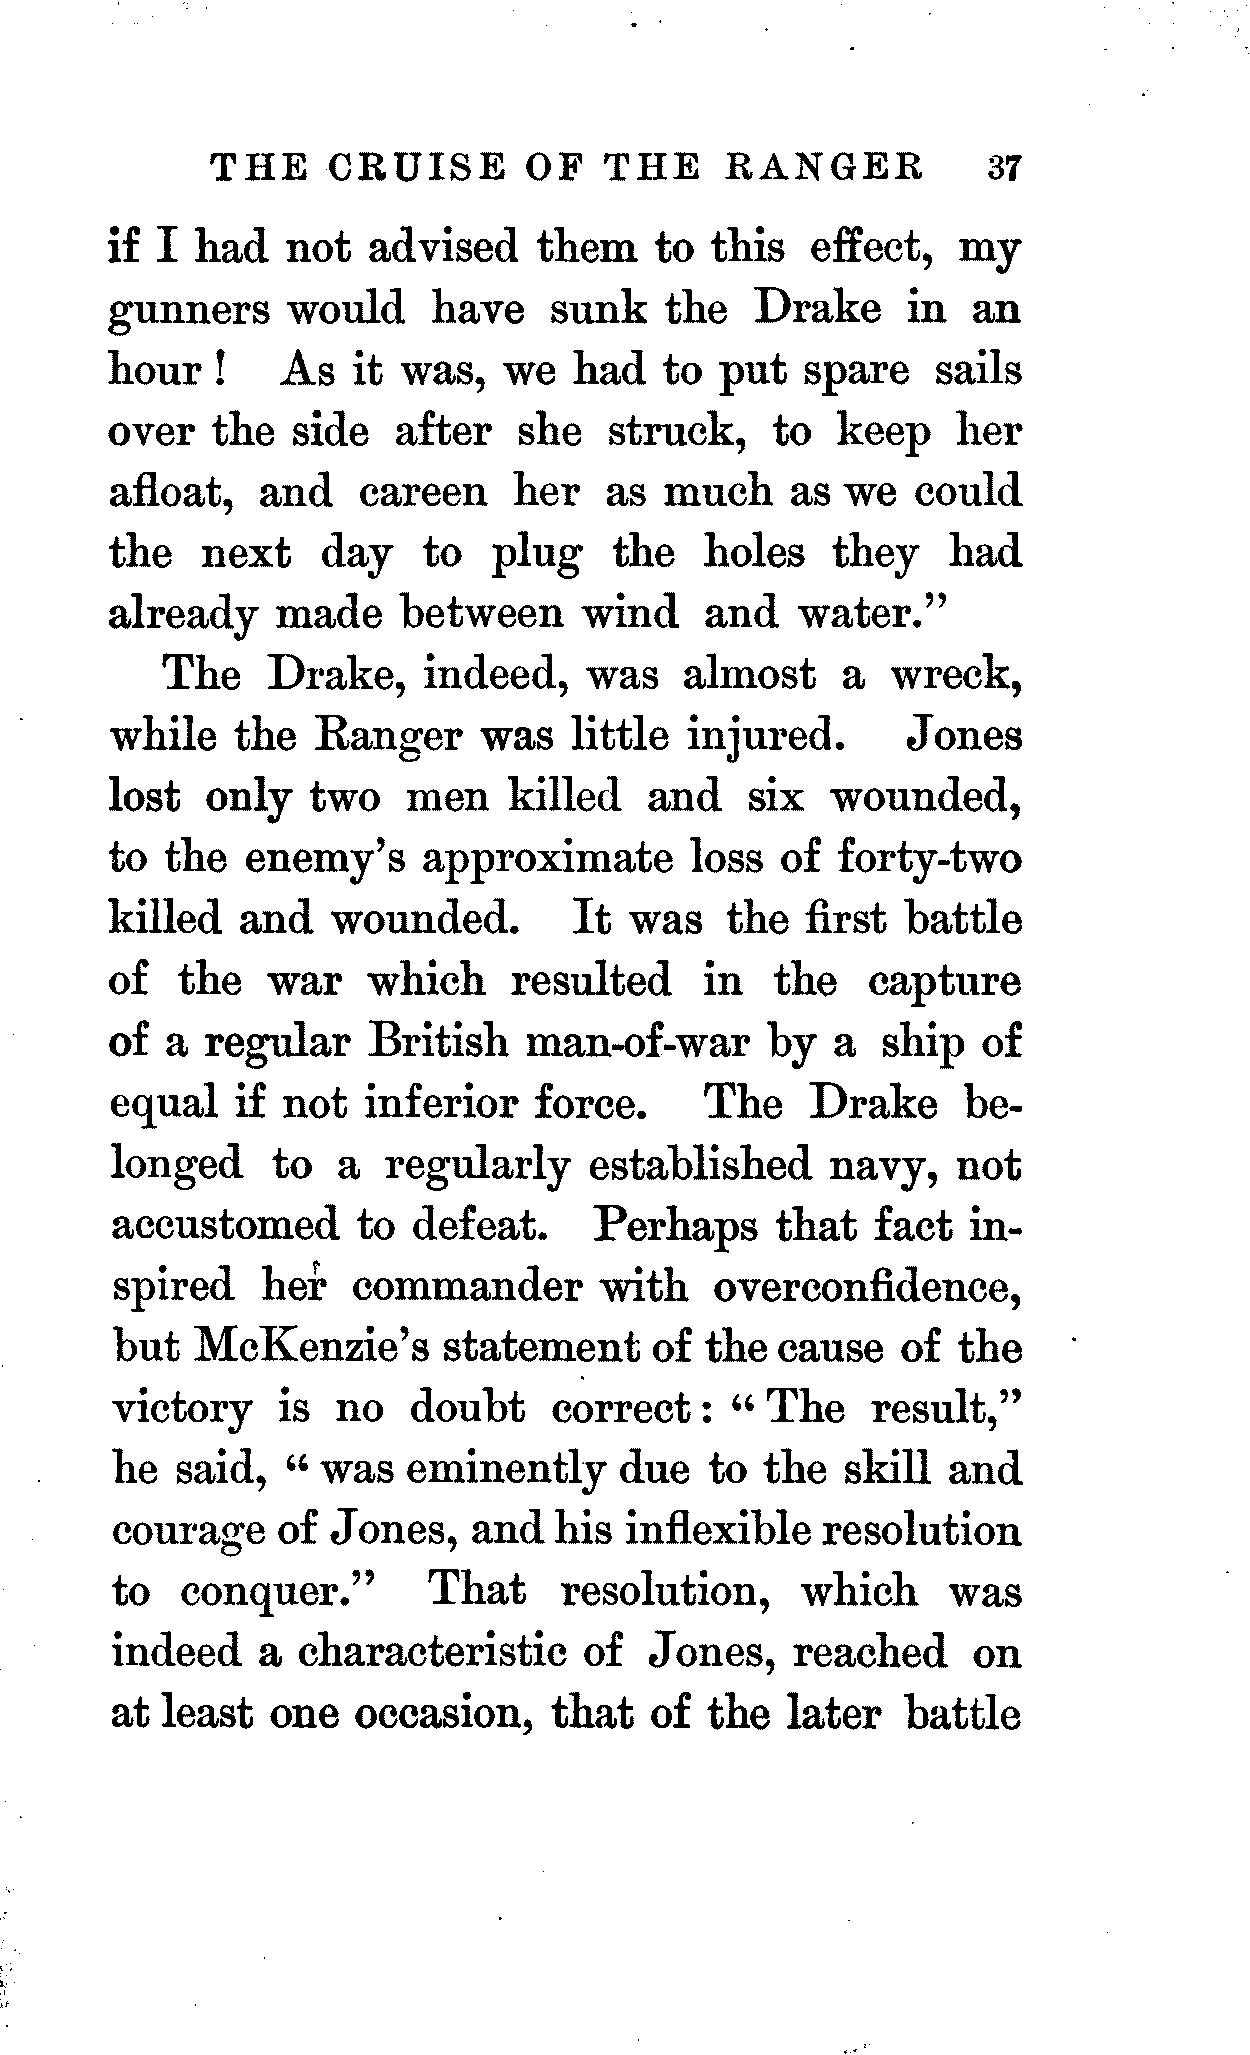 THE CRUISE OF THE RANGER 37
if I had not advised them to this effect, my
gunners would have sunk the Drake in an
hour! As it was, we had to put spare sails
over the side after she struck, to keep her
afloat, and careen her as much as we could
the next day to plug the holes they had
already made between wind and water.”
The Drake, indeed, was almost a wreck,
while the Ranger was little injured. Jones
lost only two men killed and six wounded,
to the enemy’s approximate loss of forty-two
killed and wounded. It was the first battle
of the war which resulted in the capture
of a regular British man-of-war by a ship of
equal if not inferior force. The Drake be-
longed to a regularly established navy, not
accustomed to defeat. Perhaps that fact in-
spired her commander with overconfidence,
but McKenzie’s statement of the cause of the
victory is no doubt correct: “The result,”
he said, “was eminently due to the skill and
courage of Jones, and his inflexible resolution
to conquer.” That resolution, which was
indeed a characteristic of Jones, reached on
at least one occasion, that of the later battle